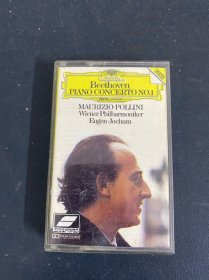 Beethoven
PIANO CONCERTO NO.1
MAURIZIO POLLINI
Wiener Philharmoniker
Eugen Jochum